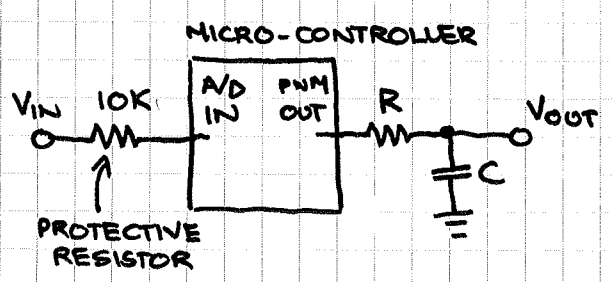 MICRO-CONTROLLER
VIN
10K
A/D
IN
PWM
OUT
R
VOUT
C
PROTECTIVE
RESISTOR